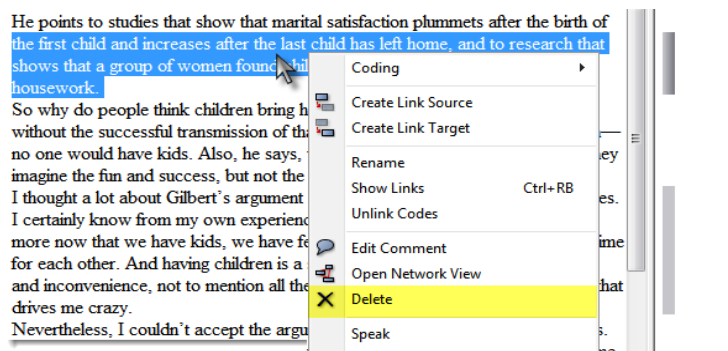 He points to studies that show that marital satisfaction plummets after the birth of
the first child and increases after the last child has left home, and to research that
shows that a group of women found
housework.
So why do people think children bring h
without the successful transmission of tha
no one would have kids. Also, he says,
ey
imagine the fun and success, but not the
I thought a lot about Gilbert's argument
es.
I certainly know from my own experienc
more now that we have kids, we have fe
ime
for each other. And having children is a
and inconvenience, not to mention all the
that
drives me crazy.
Nevertheless, I couldn't accept the argu
s.
Coding
Create Link Source
Create Link Target
Rename
Show Links Ctrl+RB
Unlink Codes
Edit Comment
Open Network View
Delete
Speak